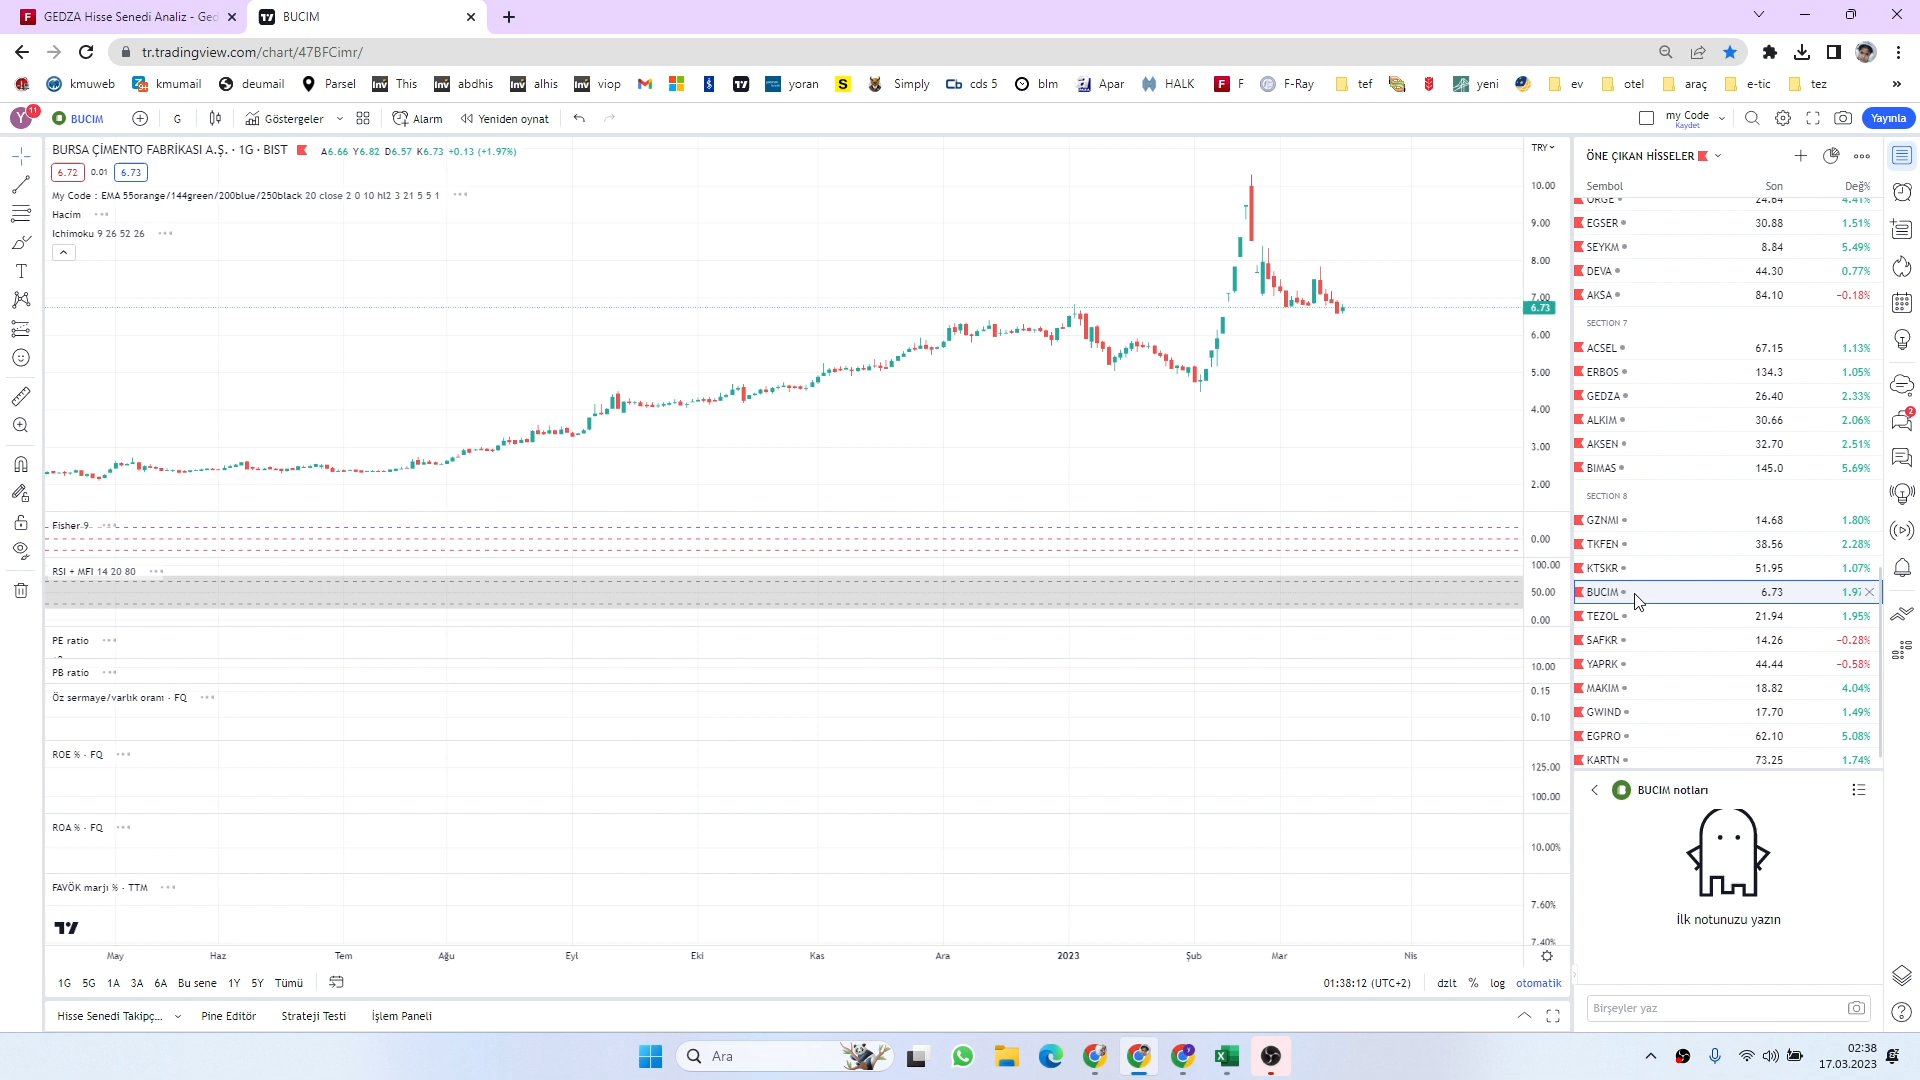 GEDZA Hisse Senedi Analiz - Ged
BUCIM
tr.tradingview.com/chart/47BFCimr/
kmuweb
kmumail
deumail
Parsel
This
abdhis
alhis
viop
yoran
Simply
cds 5
blm
Apar
HALK
F
F-Ray
tef
yeni
ev
otel
araç
e-tic
tez
»
Y
11
BUCIM
G
Göstergeler
Alarm
Yeniden oynat
my Code
Kaydet
Yayınla
BURSA ÇİMENTO FABRİKASI A.Ş. · 1G · BIST
A6.66 Y6.82 D6.57 K6.73 +0.13 (+1.97%)
6.72
0.01
6.73
My Code : EMA 55orange/144green/200blue/250black 20 close 2 0 10 hl2 3 21 5 5 1
Hacim
Ichimoku 9 26 52 26
TRY
10.00
9.00
8.00
7.00
6.73
6.00
5.00
4.00
3.00
2.00
Fisher 9
0.00
RSI + MFI 14 20 80
100.00
50.00
0.00
PE ratio
PB ratio
10.00
Öz sermaye/varlık oranı - FQ
0.15
0.10
ROE % - FQ
125.00
100.00
ROA % - FQ
10.00%
FAVÖK marjı % - TTM
7.60%
7.40%
May
Haz
Tem
Ağu
Eyl
Eki
Kas
Ara
2023
Şub
Mar
Nis
1G
5G
1A
3A
6A
Bu sene
1Y
5Y
Tümü
01:38:12 (UTC+2)
dzlt
%
log
otomatik
Hisse Senedi Takipç...
Pine Editör
Strateji Testi
İşlem Paneli
ÖNE ÇIKAN HİSSELER
Sembol Son Değ%
ORGE 24.64 4.41%
EGSER 30.88 1.51%
SEYKM 8.84 5.49%
DEVA 44.30 0.77%
AKSA 84.10 −0.18%
SECTION 7
ACSEL 67.15 1.13%
ERBOS 134.3 1.05%
GEDZA 26.40 2.33%
ALKIM 30.66 2.06%
AKSEN 32.70 2.51%
BIMAS 145.0 5.69%
SECTION 8
GZNMI 14.68 1.80%
TKFEN 38.56 2.28%
KTSKR 51.95 1.07%
BUCIM 6.73 1.97
TEZOL 21.94 1.95%
SAFKR 14.26 −0.28%
YAPRK 44.44 −0.58%
MAKIM 18.82 4.04%
GWIND 17.70 1.49%
EGPRO 62.10 5.08%
KARTN 73.25 1.74%
BUCIM notları
İlk notunuzu yazın
Birşeyler yaz
2
Ara
02:38
17.03.2023